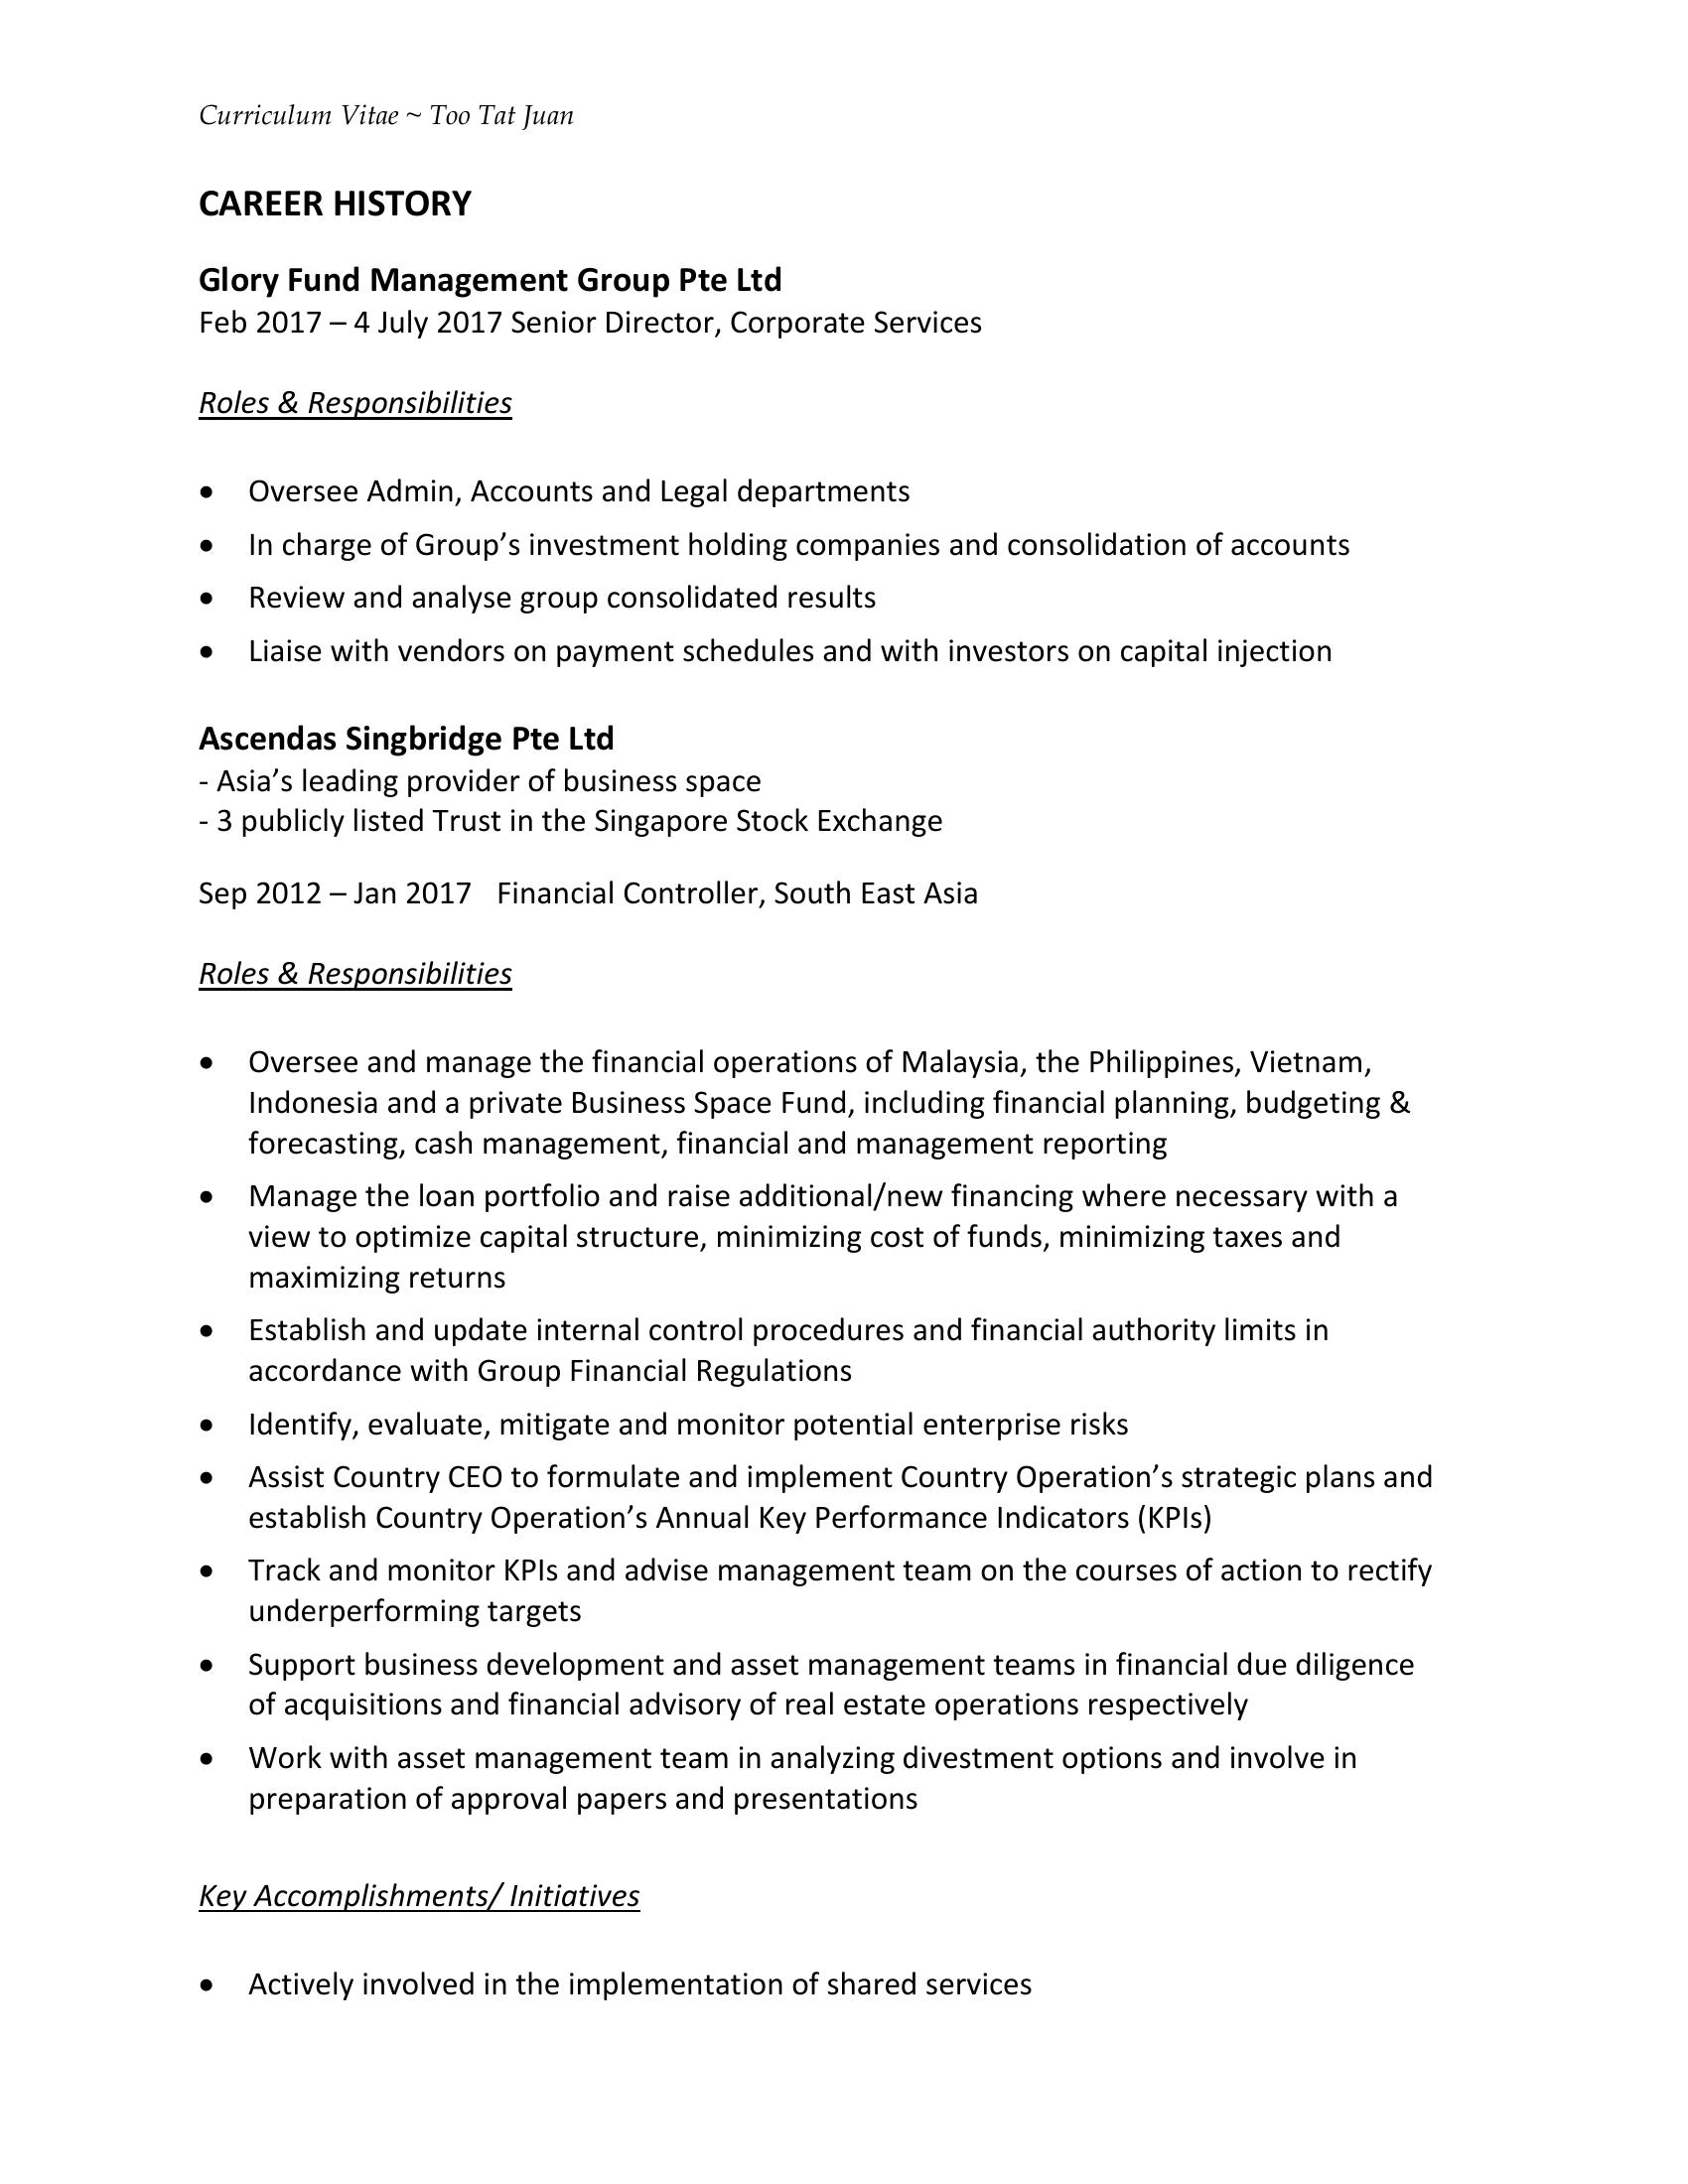 Curriculum Vitae ~ Too Tat Juan
CAREER HISTORY
Glory Fund Management Group Pte Ltd
Feb 2017 – 4 July 2017 Senior Director, Corporate Services
Roles & Responsibilities
• Oversee Admin, Accounts and Legal departments
• In charge of Group’s investment holding companies and consolidation of accounts
• Review and analyse group consolidated results
• Liaise with vendors on payment schedules and with investors on capital injection
Ascendas Singbridge Pte Ltd
- Asia’s leading provider of business space
- 3 publicly listed Trust in the Singapore Stock Exchange
Sep 2012 – Jan 2017 Financial Controller, South East Asia
Roles & Responsibilities
• Oversee and manage the financial operations of Malaysia, the Philippines, Vietnam,
Indonesia and a private Business Space Fund, including financial planning, budgeting &
forecasting, cash management, financial and management reporting
• Manage the loan portfolio and raise additional/new financing where necessary with a
view to optimize capital structure, minimizing cost of funds, minimizing taxes and
maximizing returns
• Establish and update internal control procedures and financial authority limits in
accordance with Group Financial Regulations
• Identify, evaluate, mitigate and monitor potential enterprise risks
• Assist Country CEO to formulate and implement Country Operation’s strategic plans and
establish Country Operation’s Annual Key Performance Indicators (KPIs)
• Track and monitor KPIs and advise management team on the courses of action to rectify
underperforming targets
• Support business development and asset management teams in financial due diligence
of acquisitions and financial advisory of real estate operations respectively
• Work with asset management team in analyzing divestment options and involve in
preparation of approval papers and presentations
Key Accomplishments/ Initiatives
• Actively involved in the implementation of shared services